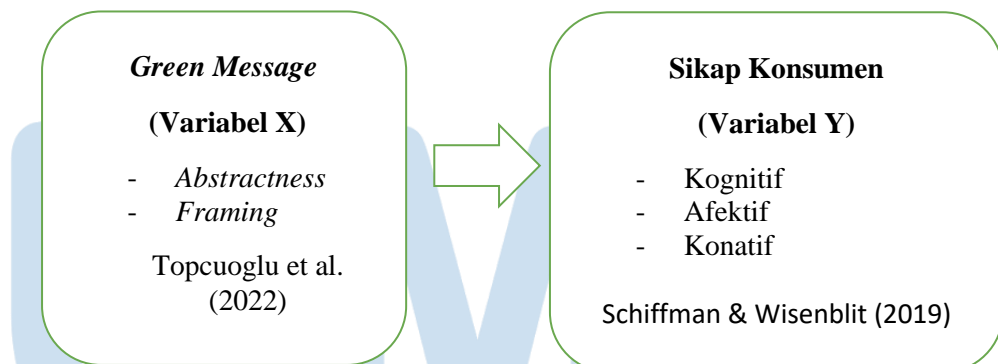 Green Message
(Variabel X)
- Abstractness
- Framing
Topcuoglu et al.
(2022)
Sikap Konsumen
(Variabel Y)
- Kognitif
- Afektif
- Konatif
Schiffman & Wisenblit (2019)